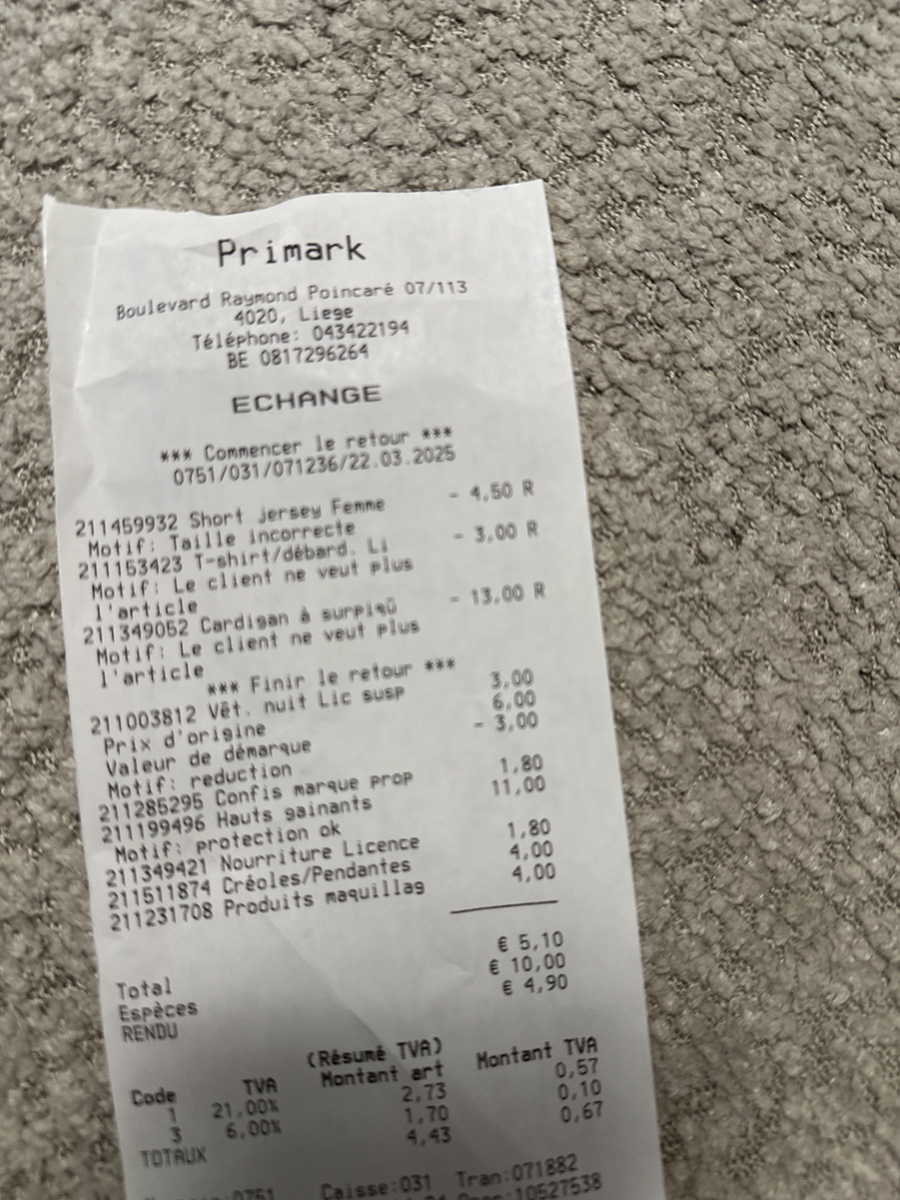 Primark
Boulevard Raymond Poincaré 07/113
4020, Liege
Téléphone: 043422194
BE 0817296264
ECHANGE
*** Commencer le retour ***
0751/031/071236/22.03.2025
211459932 Short jersey Femme - 4,50 R
Motif: Taille incorrecte
211153423 T-shirt/débard. Li - 3,00 R
Motif: Le client ne veut plus
l'article
211349052 Cardigan à surpiqû - 13,00 R
Motif: Le client ne veut plus
l'article
*** Finir le retour ***
211003812 Vêt. nuit Lic susp 3,00
Prix d'origine 6,00
Valeur de démarque - 3,00
Motif: reduction
211285295 Confis marque prop 1,80
211199496 Hauts gainants 11,00
Motif: protection ok
211349421 Nourriture Licence 1,80
211511874 Créoles/Pendantes 4,00
211231708 Produits maquillag 4,00
Total € 5,10
Espèces € 10,00
RENDU € 4,90
(Résumé TVA)
Code TVA Montant art Montant TVA
1 21,00% 2,73 0,57
3 6,00% 1,70 0,10
TOTAUX 4,43 0,67
Caisse:031 Tran:071882